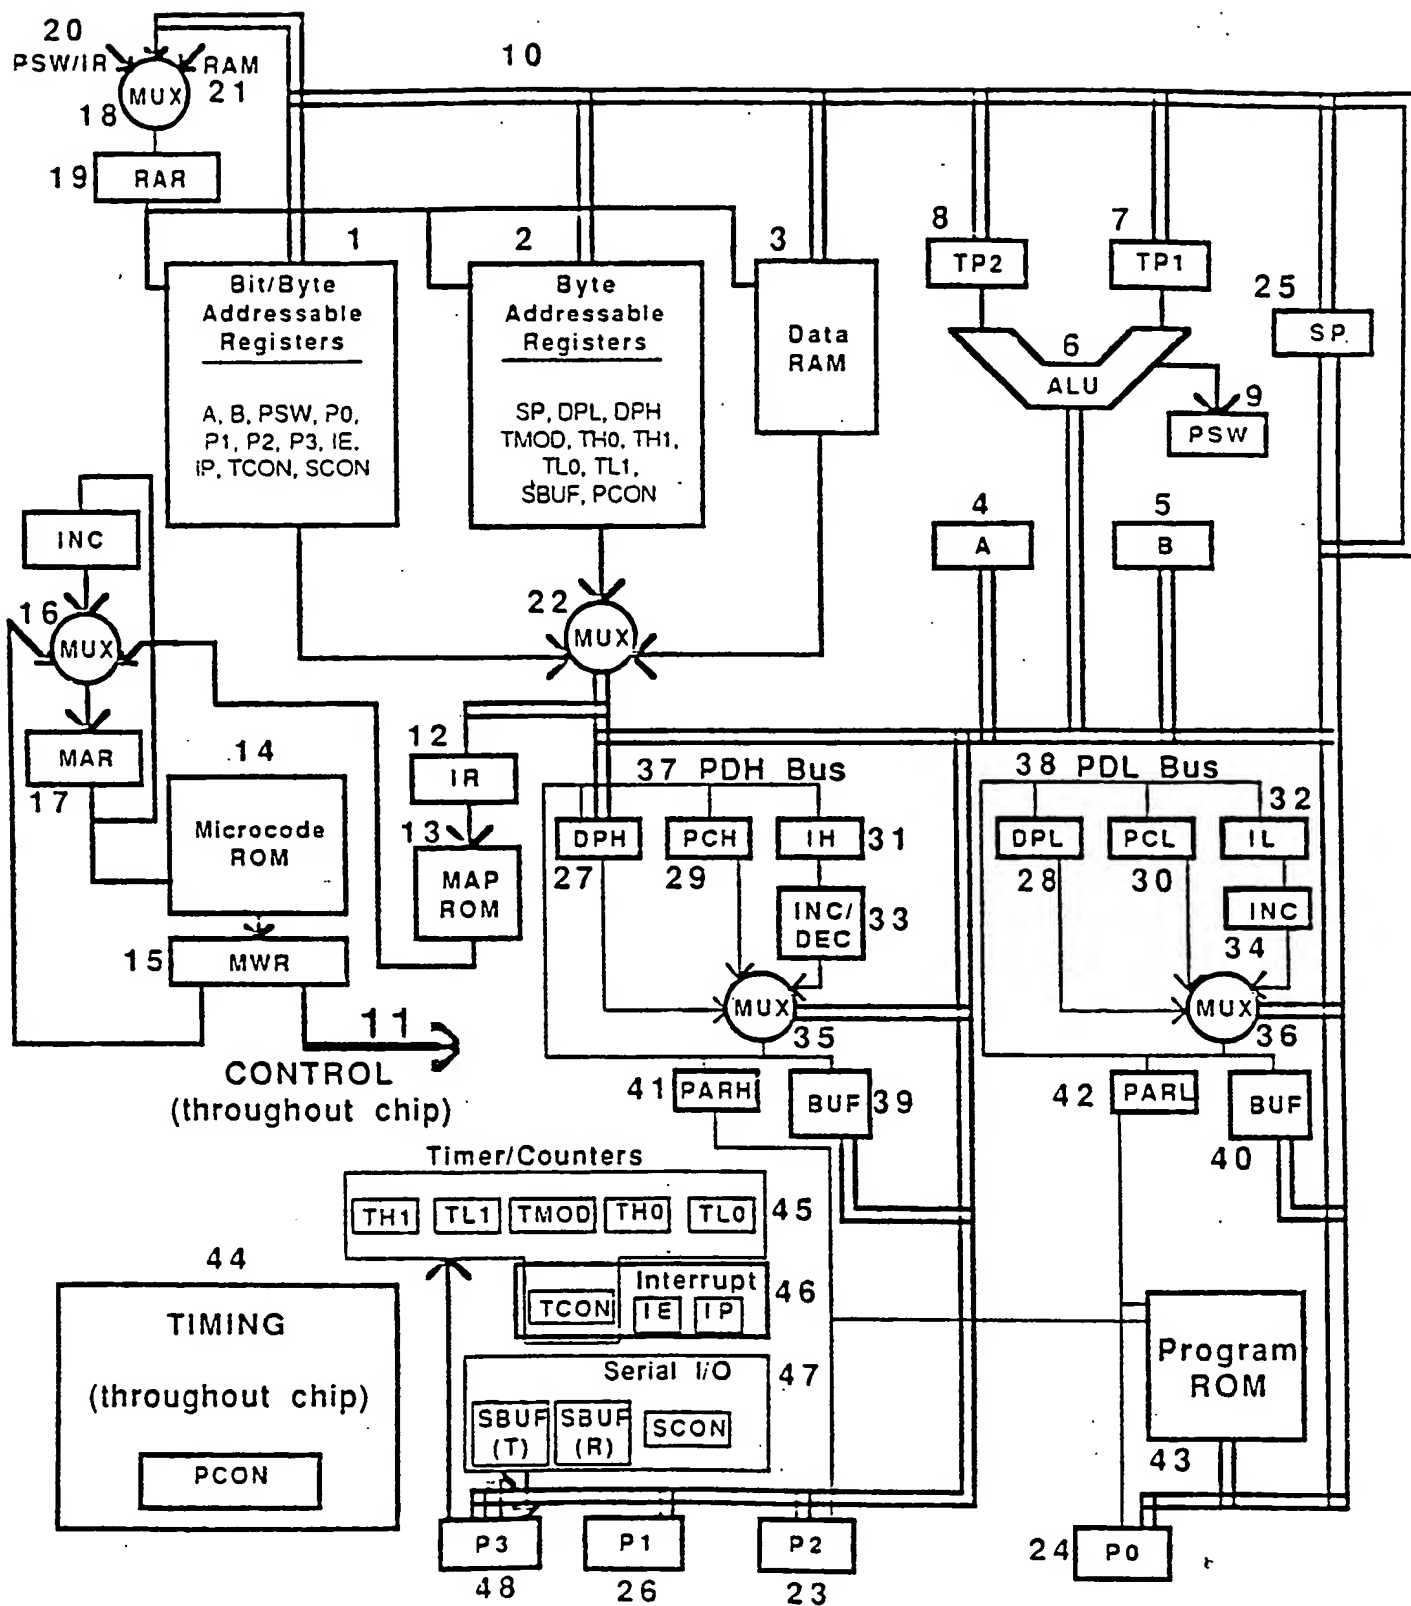 20
PSW/IR
RAM
21
MUX
18
10
19
RAR
1
2
3
8
7
TP2
TP1
25
SP
Bit/Byte
Addressable
Registers
A, B, PSW, P0,
P1, P2, P3, IE,
IP, TCON, SCON
Byte
Addressable
Registers
SP, DPL, DPH
TMOD, TH0, TH1,
TL0, TL1,
SBUF, PCON
Data
RAM
6
ALU
9
PSW
4
A
5
B
INC
16
MUX
22
MUX
MAR
17
14
Microcode
ROM
12
IR
13
MAP
ROM
15
MWR
11
CONTROL
(throughout chip)
37 PDH Bus
DPH
27
PCH
29
IH
31
INC/
DEC
33
MUX
35
41
PARH
BUF
39
38 PDL Bus
32
DPL
28
PCL
30
IL
INC
34
MUX
36
42
PARL
BUF
40
Timer/Counters
TH1
TL1
TMOD
TH0
TL0
45
Interrupt
46
TCON
IE
IP
Serial I/O
47
SBUF
(T)
SBUF
(R)
SCON
44
TIMING
(throughout chip)
PCON
Program
ROM
43
P3
48
P1
26
P2
23
24
P0